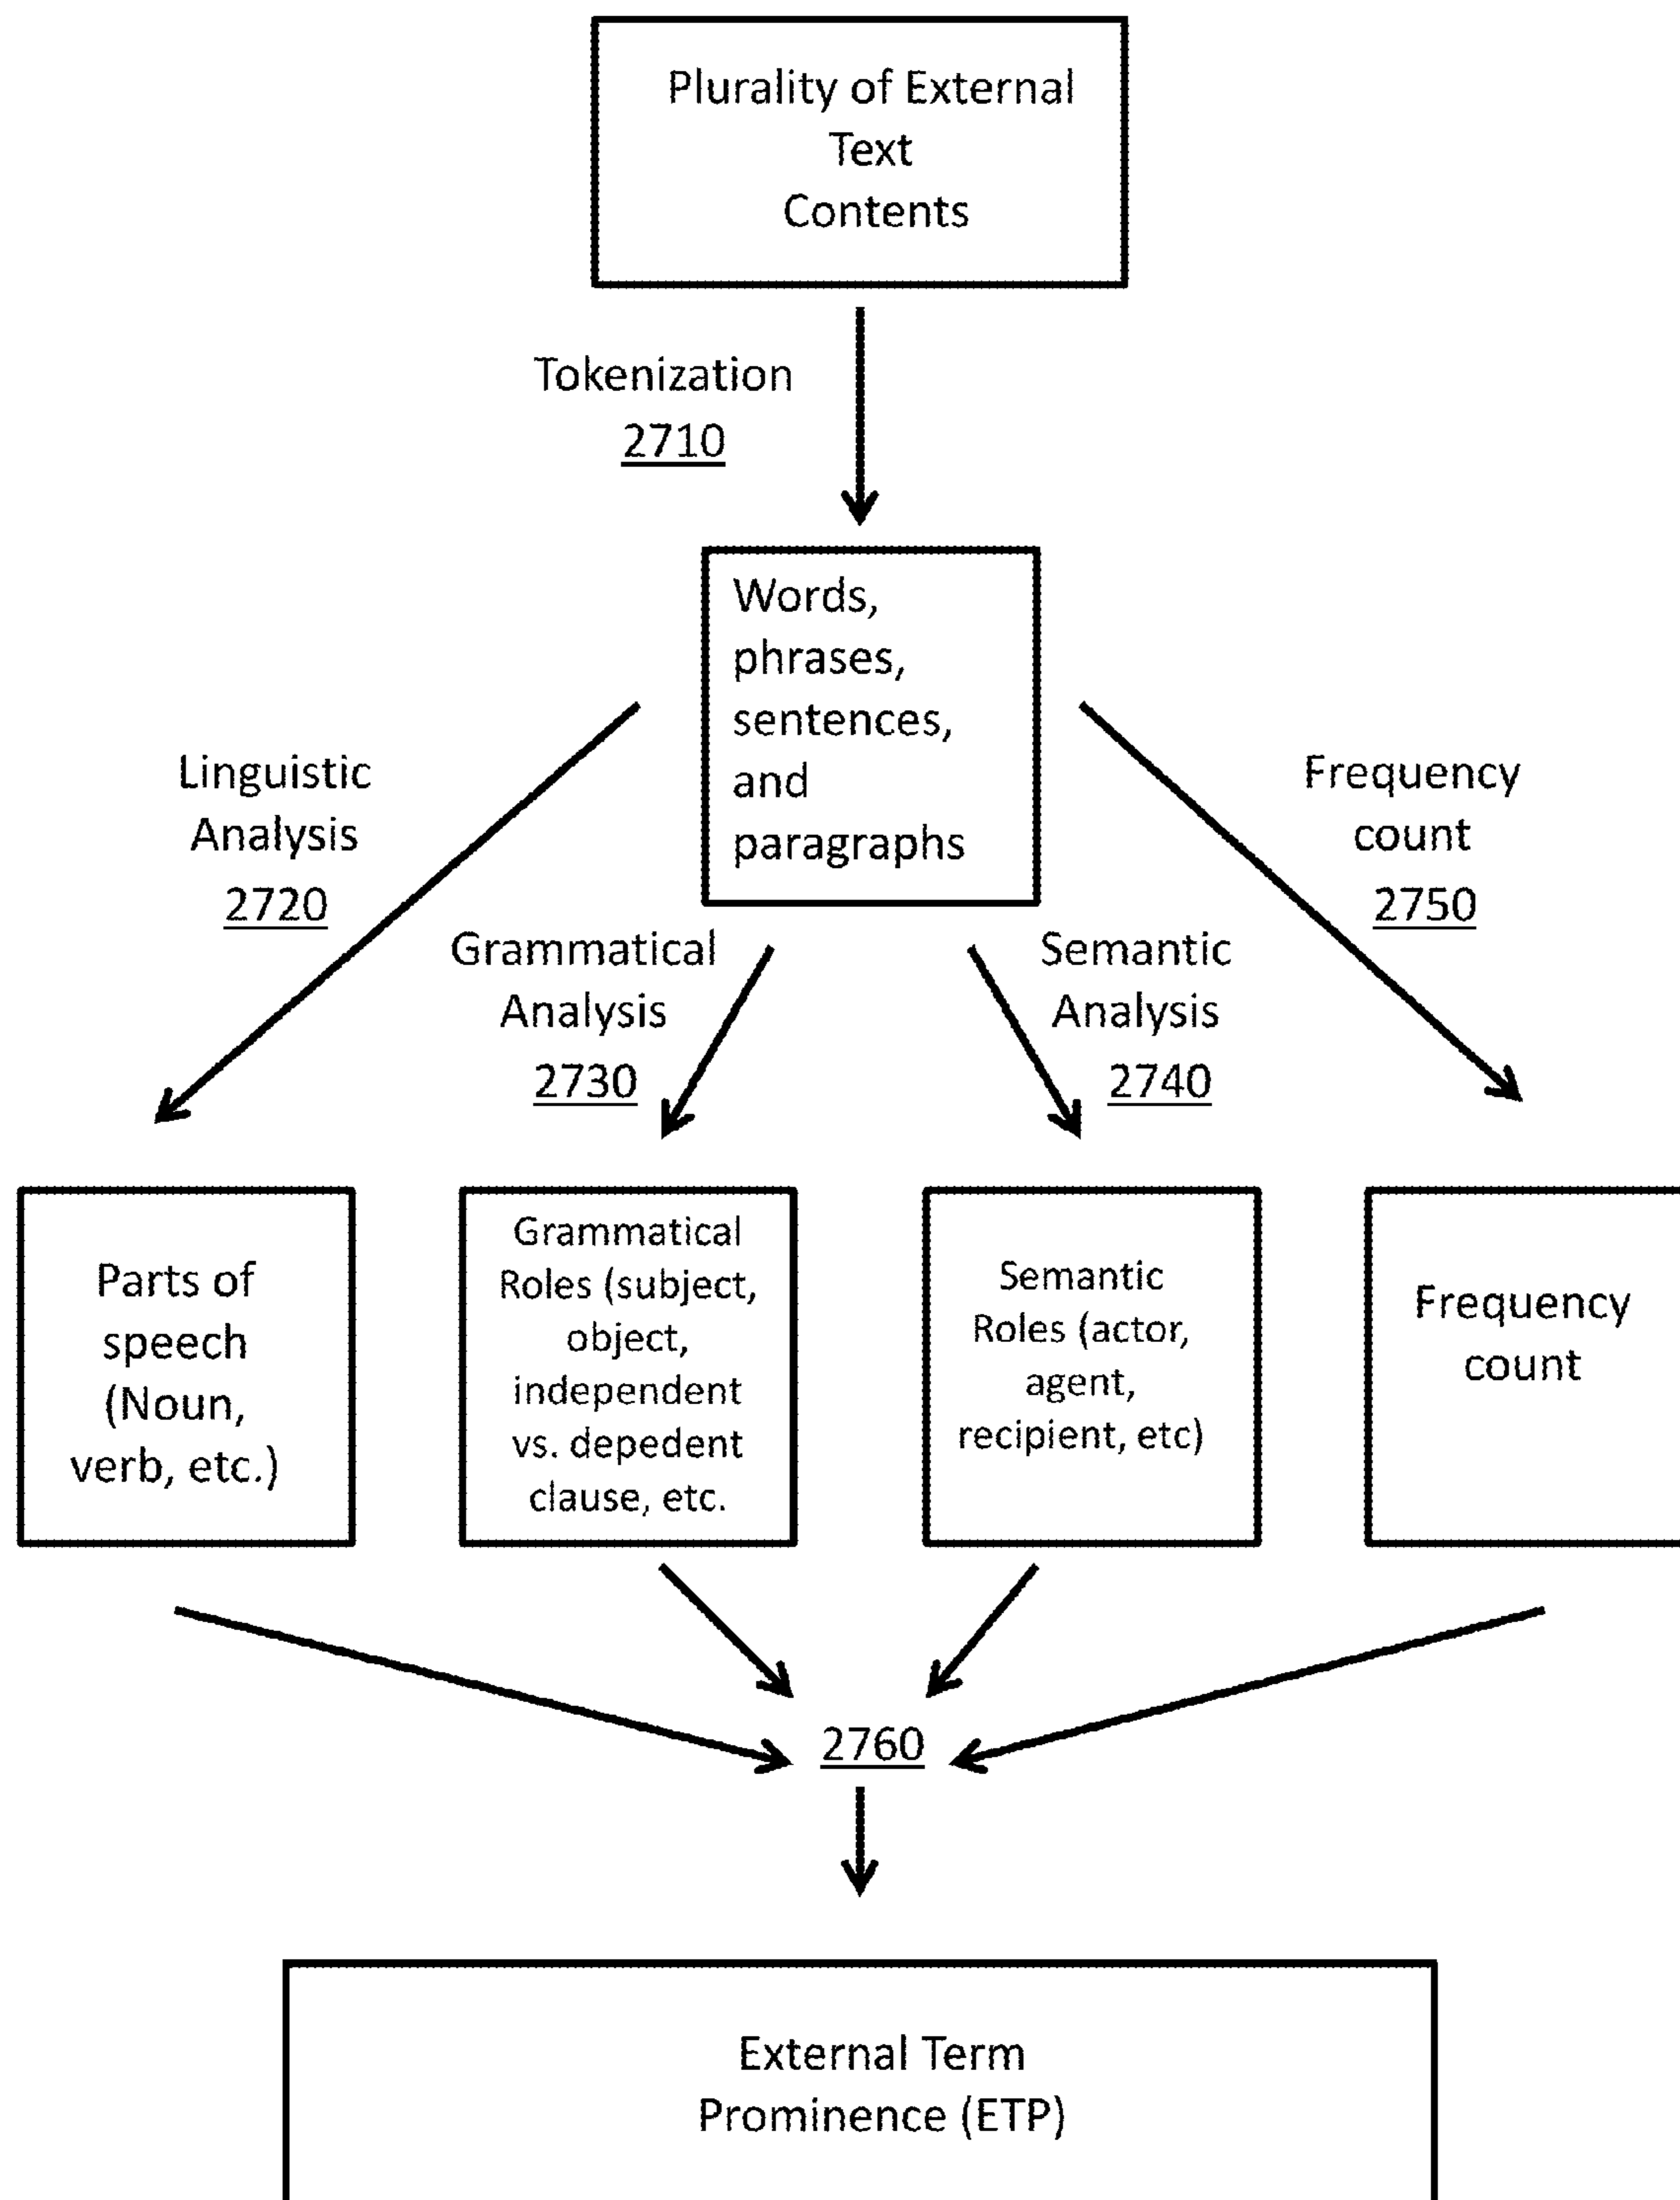 Plurality of External
Text
Contents
Tokenization
2710
Words,
phrases,
sentences,
and
paragraphs
Linguistic
Analysis
2720
Grammatical
Analysis
2730
Semantic
Analysis
2740
Frequency
count
2750
Parts of
speech
(Noun,
verb, etc.)
Grammatical
Roles (subject,
object,
independent
vs. depedent
clause, etc.
Semantic
Roles (actor,
agent,
recipient, etc)
Frequency
count
2760
External Term
Prominence (ETP)